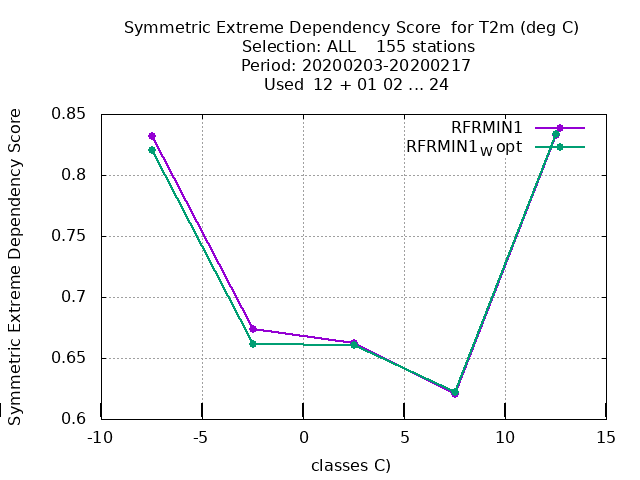 Symmetric Extreme Dependency Score for T2m (deg C)
Selection: ALL 155 stations
Period: 20200203-20200217
Used 12 + 01 02 ... 24
Symmetric Extreme Dependency Score
0.85
0.8
0.75
0.7
0.65
0.6
RFRMIN1
RFRMIN1W opt
-10
-5
0
5
10
15
classes C)